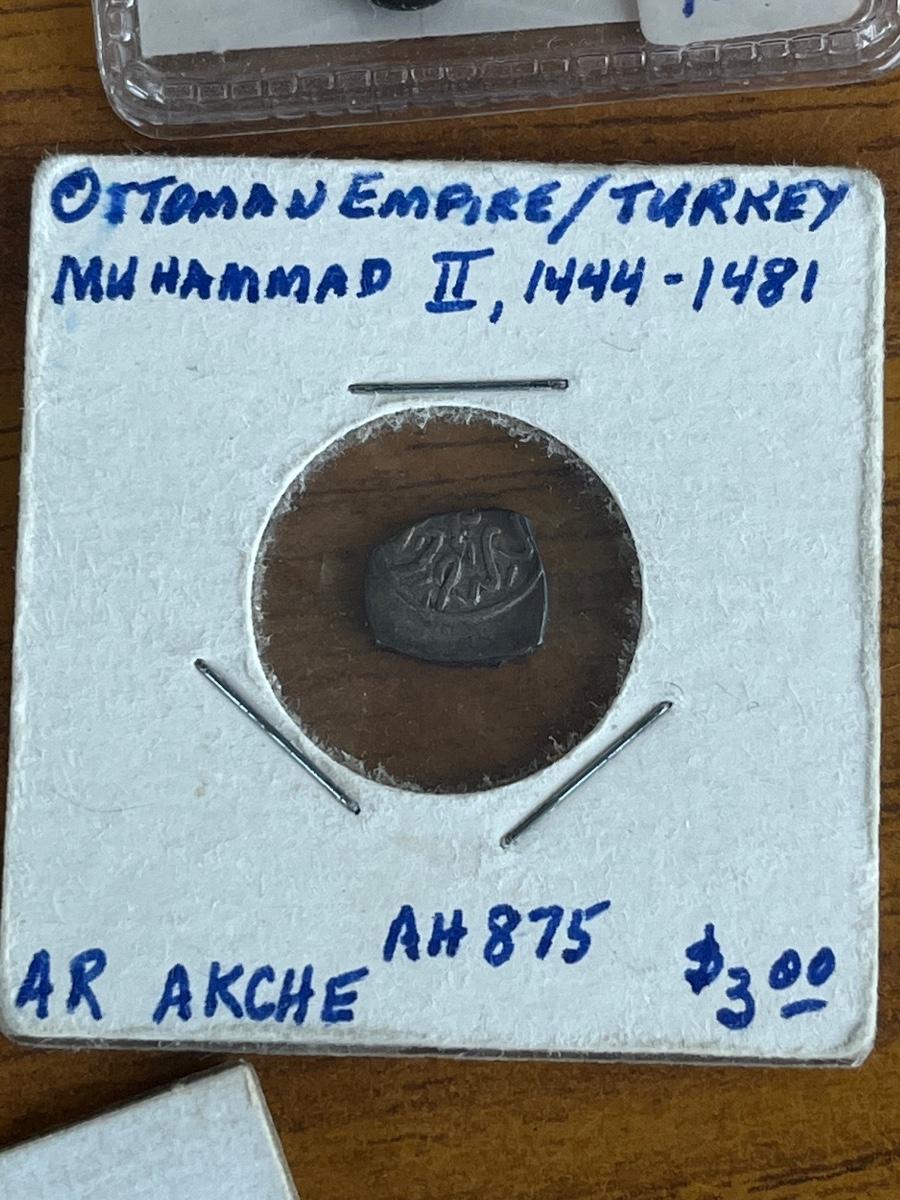 OTTOMAN EMPIRE/TURKEY
MUHAMMAD II, 1444-1481
AH 875
AR AKCHE
$3.00